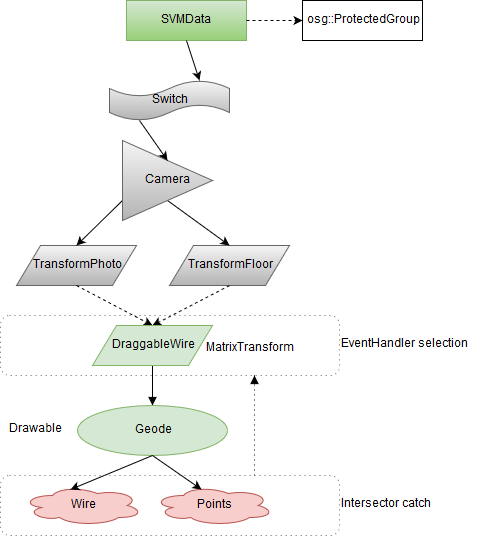 SVMData
osg::ProtectedGroup
Switch
Camera
TransformPhoto
TransformFloor
DraggableWire
MatrixTransform
EventHandler selection
Drawable
Geode
Wire
Points
Intersector catch